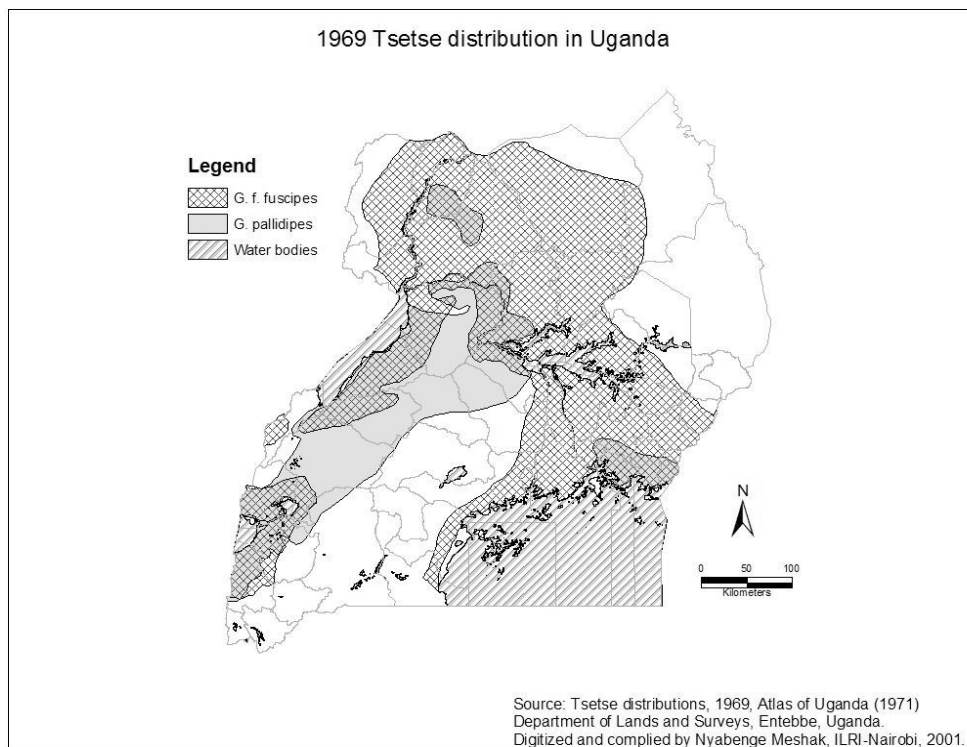 1969 Tsetse distribution in Uganda
Legend
G. f. fuscipes
G. pallidipes
Water bodies
N
0 50 100
Kilometers
Source: Tsetse distributions, 1969, Atlas of Uganda (1971)
Department of Lands and Surveys, Entebbe, Uganda.
Digitized and complied by Nyabenge Meshak, ILRI-Nairobi, 2001.